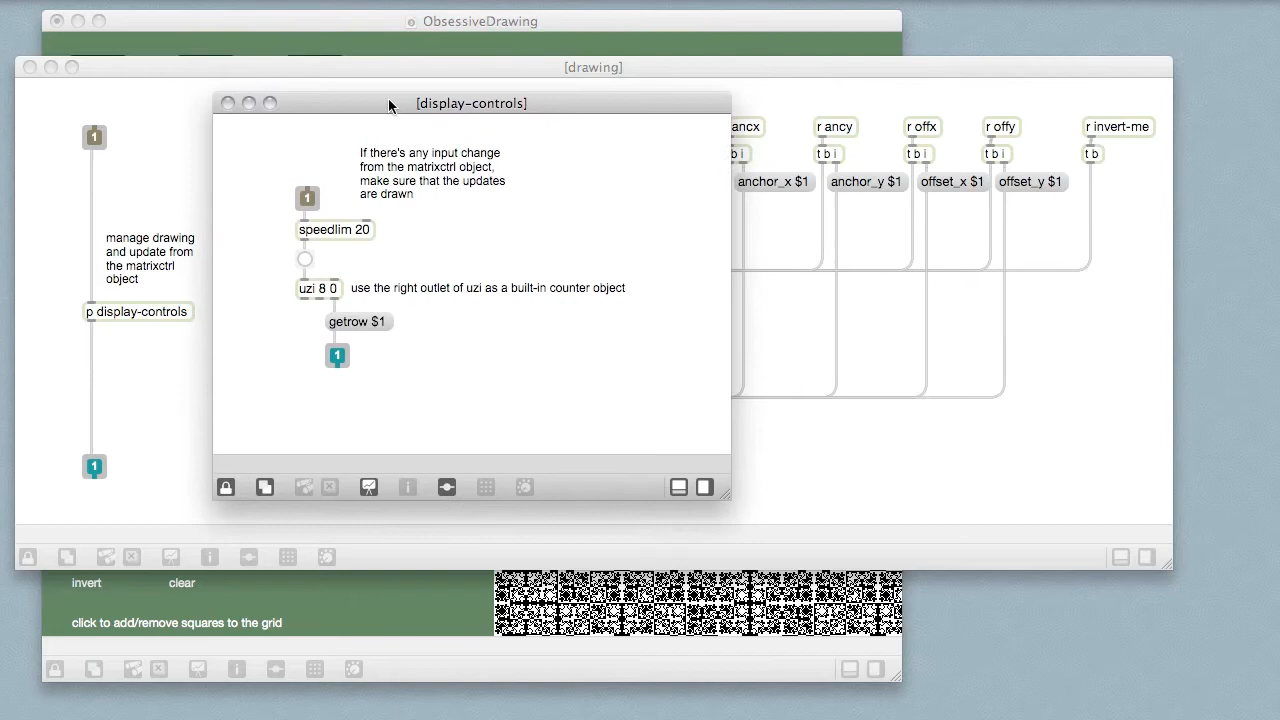 ObsessiveDrawing
[drawing]
[display-controls]
1
manage drawing
and update from
the matrixctrl
object
p display-controls
1
If there's any input change
from the matrixctrl object,
make sure that the updates
are drawn
1
speedlim 20
uzi 8 0
use the right outlet of uzi as a built-in counter object
getrow $1
1
ancx
r ancy
r offx
r offy
r invert-me
b i
t b i
t b i
t b i
t b
anchor_x $1
anchor_y $1
offset_x $1
offset_y $1
invert
clear
click to add/remove squares to the grid